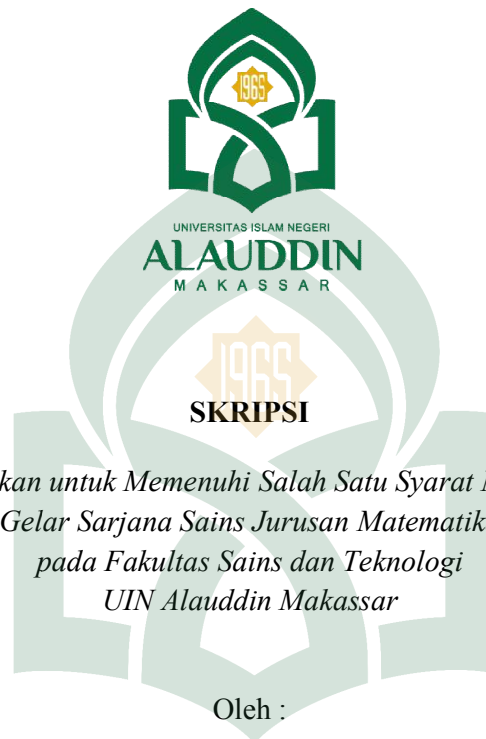 1965
UNIVERSITAS ISLAM NEGERI
ALAUDDIN
MAKASSAR
1965
SKRIPSI
kan untuk Memenuhi Salah Satu Syarat
Gelar Sarjana Sains Jurusan Matematik
pada Fakultas Sains dan Teknologi
UIN Alauddin Makassar
Oleh :